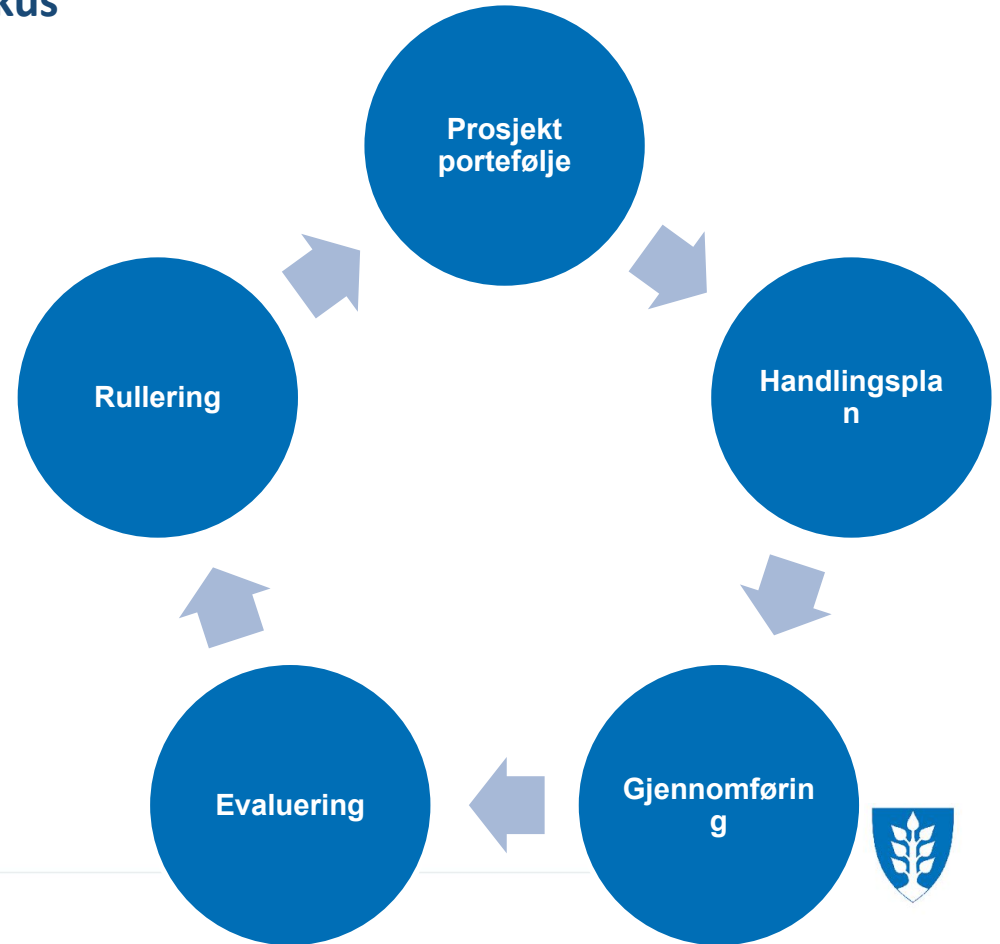 kus
Prosjekt
portefølje
Handlingspla
n
Gjennomførin
g
Evaluering
Rullering